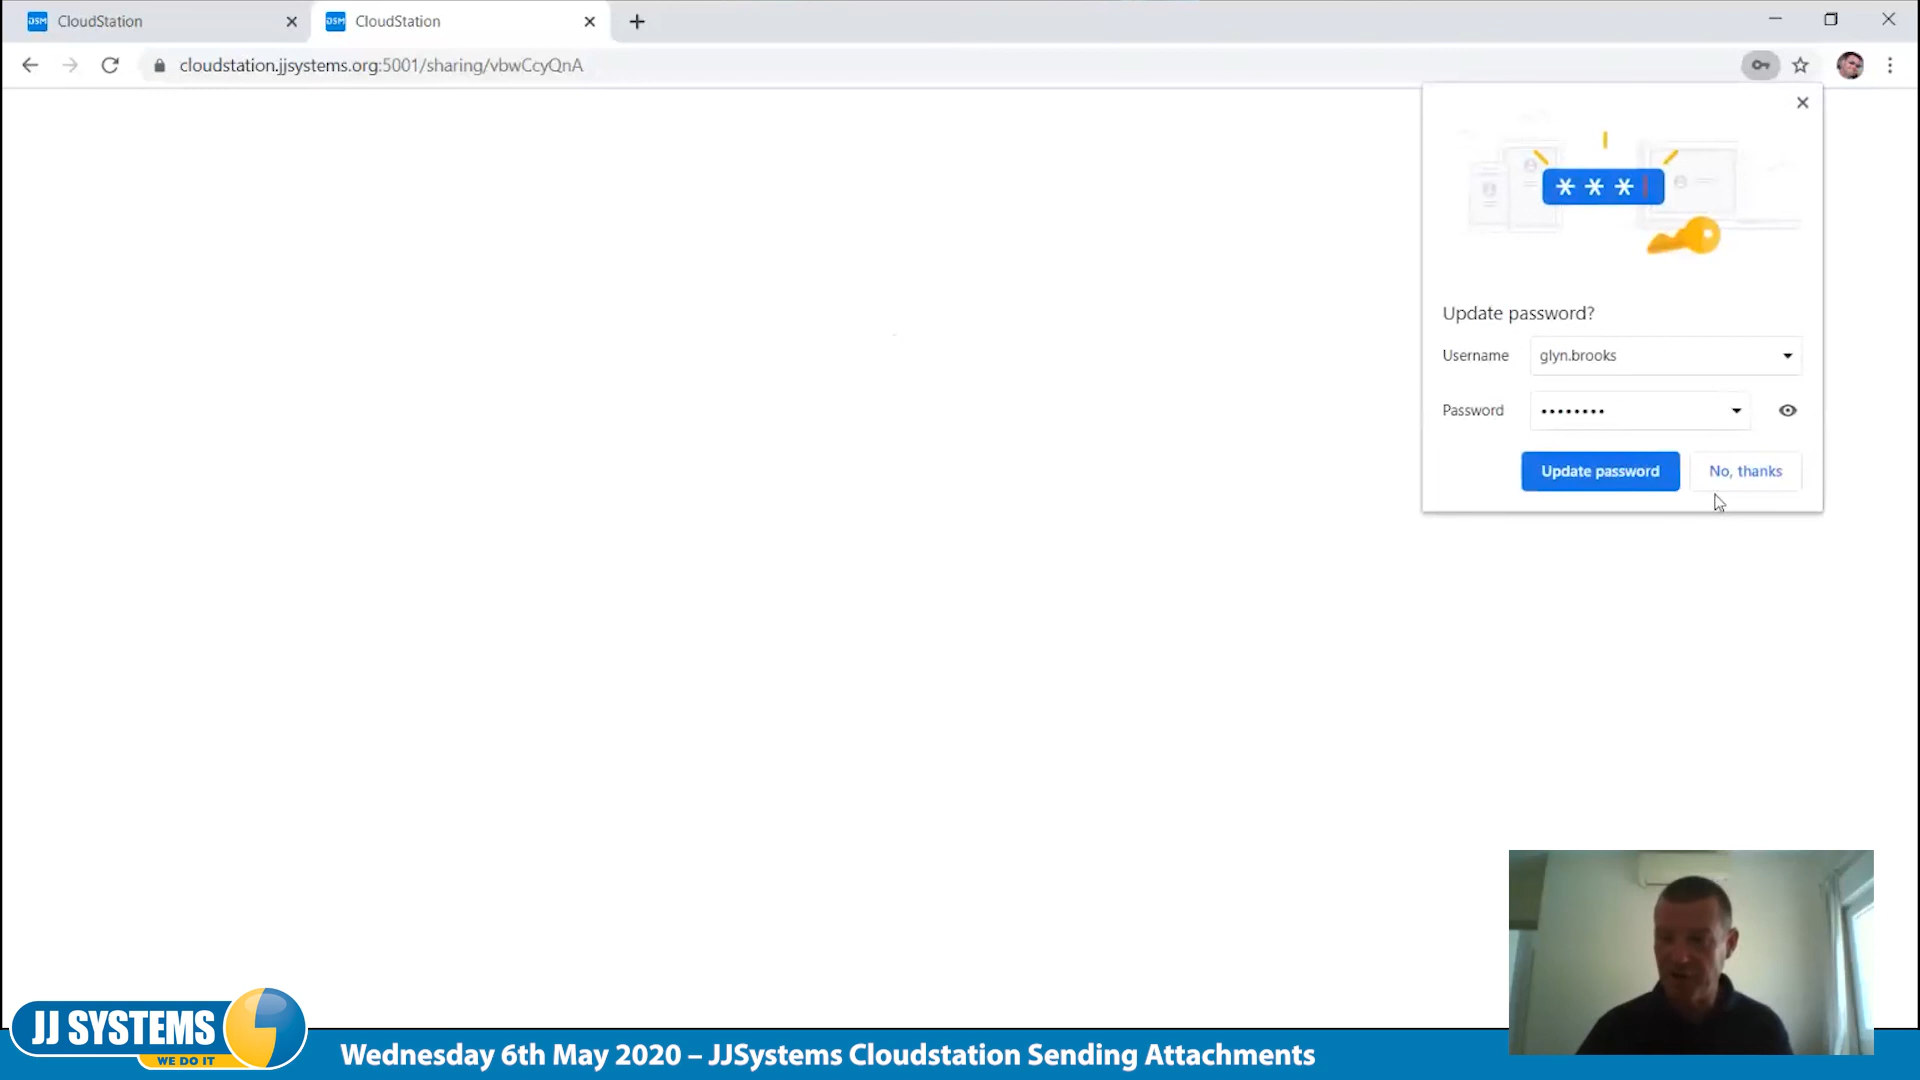 CloudStation
CloudStation
cloudstation.jjsystems.org:5001/sharing/vbwCcyQnA
***
Update password?
Username glyn.brooks
Password ••••••••
Update password No, thanks
JJ SYSTEMS
WE DO IT
Wednesday 6th May 2020 – JJSystems Cloudstation Sending Attachments